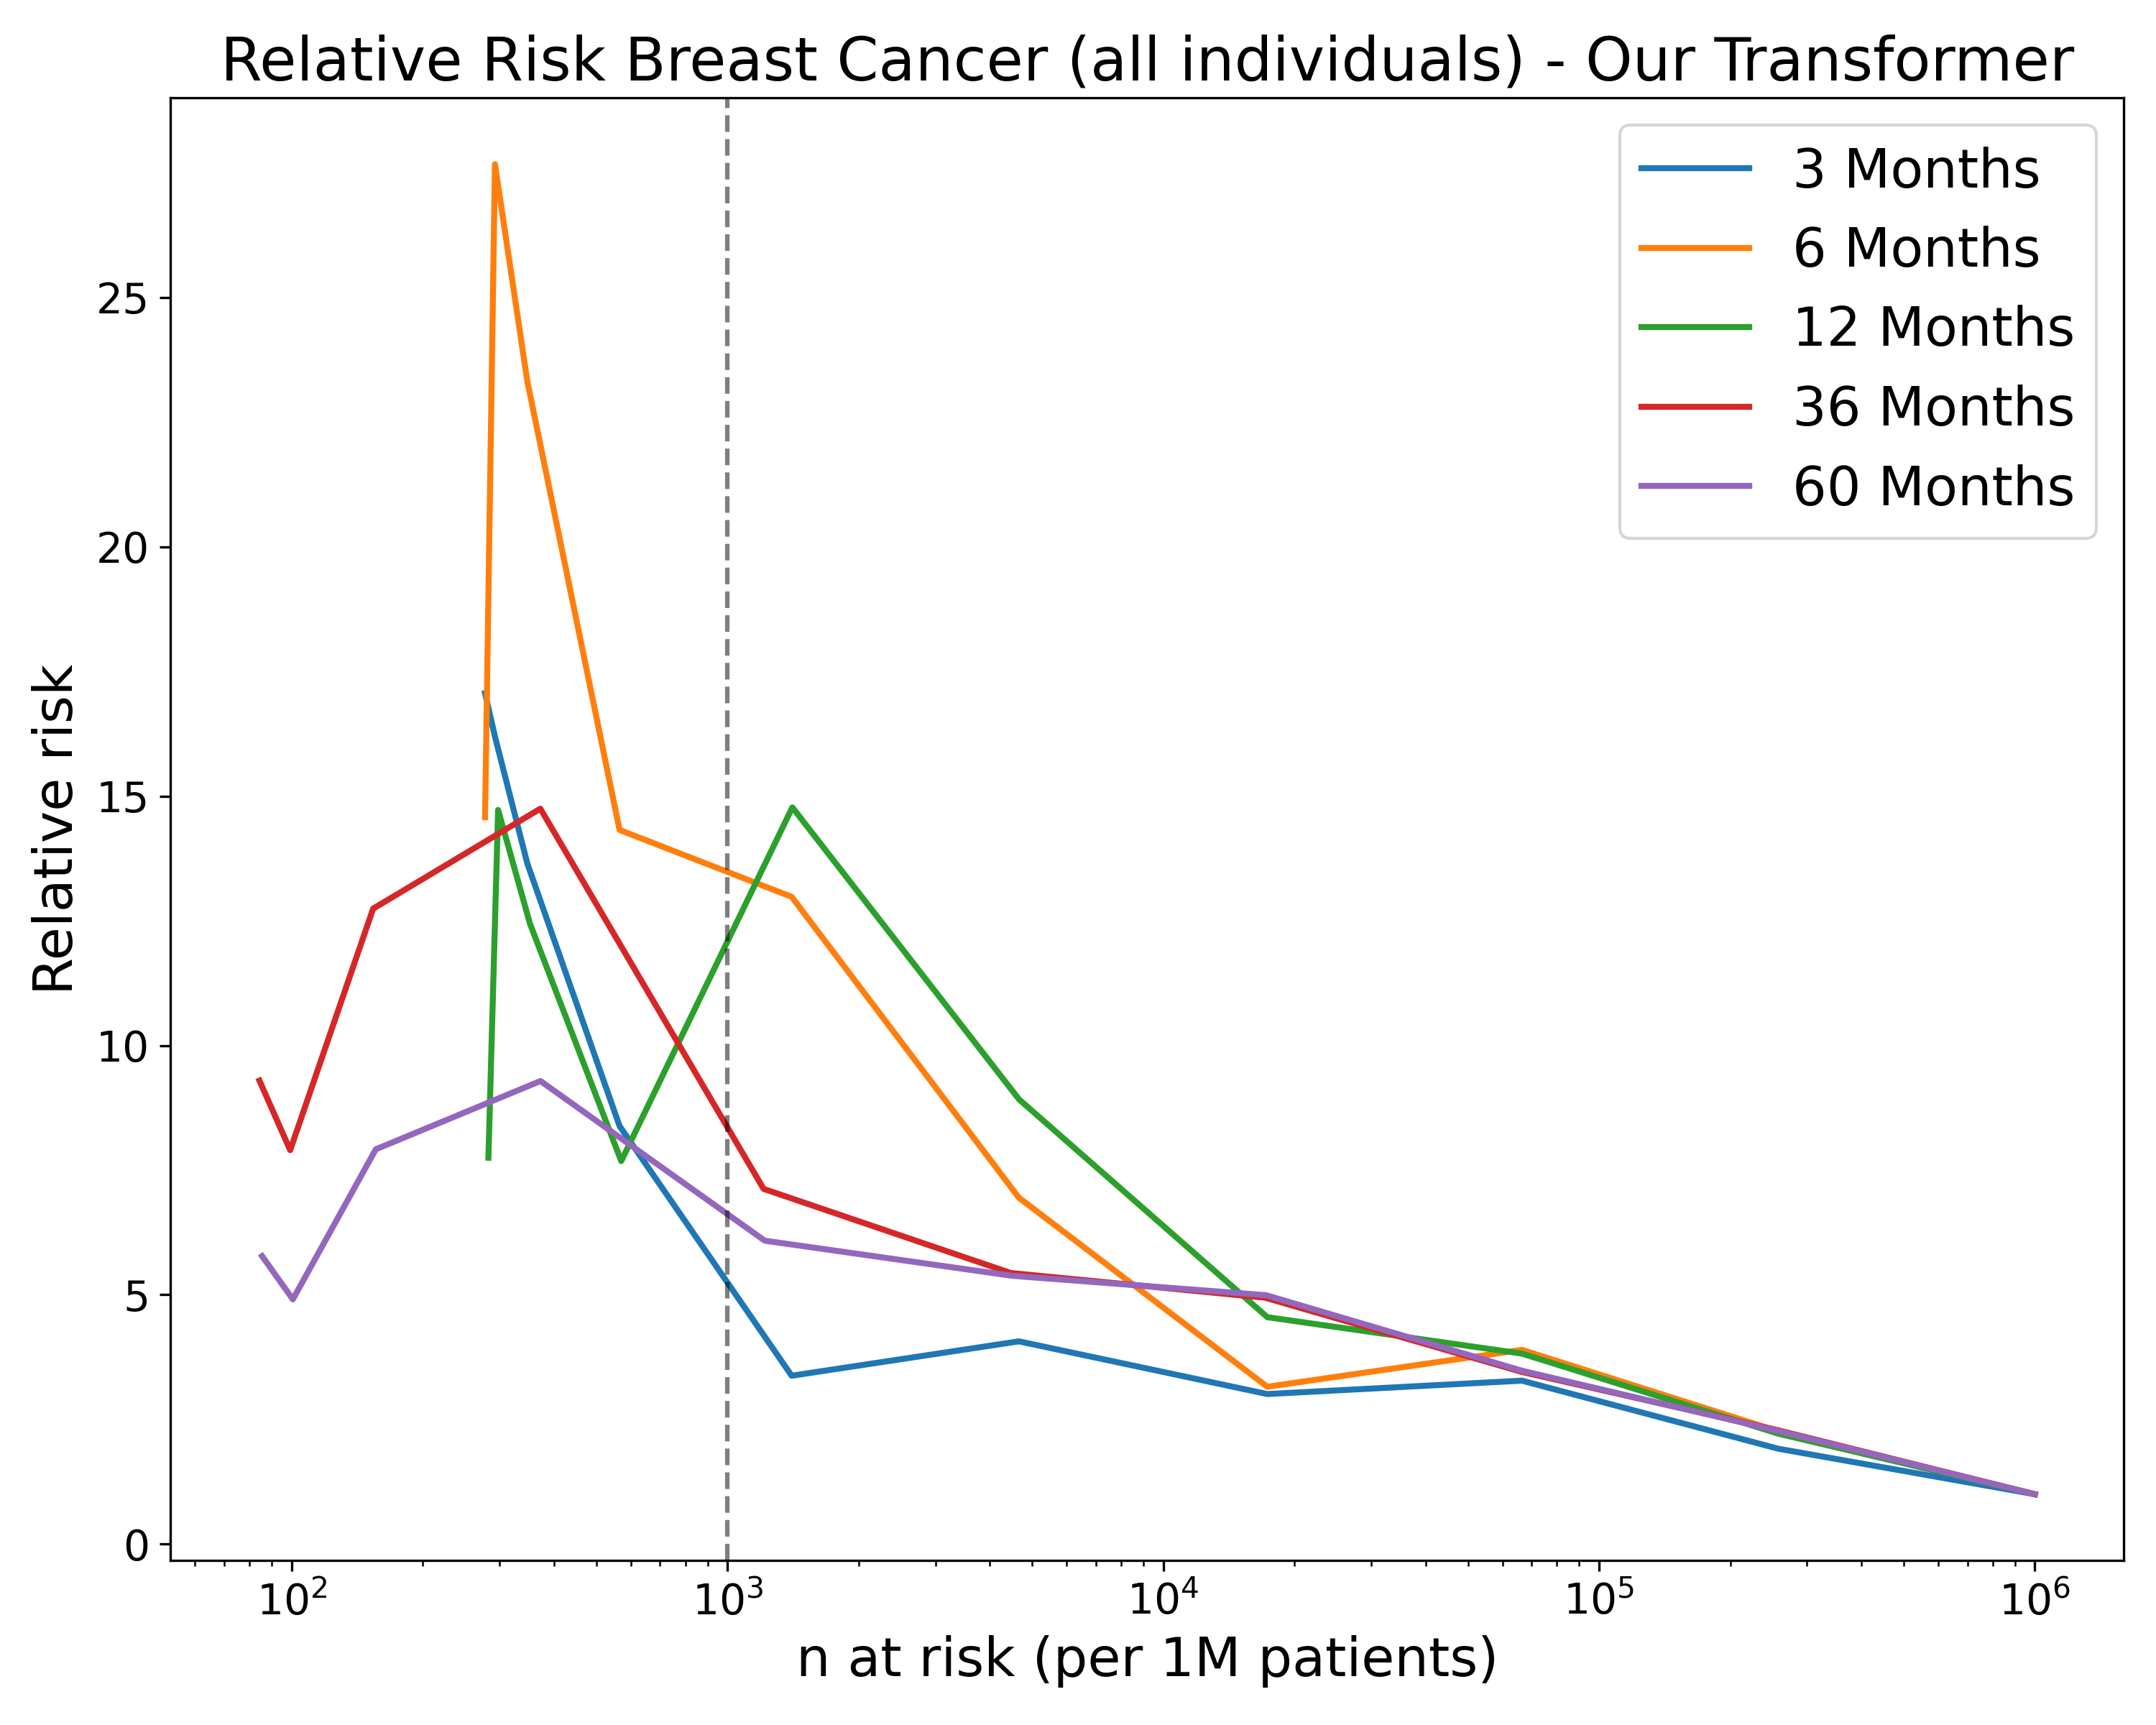 Relative Risk Breast Cancer (all individuals) - Our Transformer
3 Months
6 Months
12 Months
36 Months
60 Months
Relative risk
25
20
15
10
5
0
10² 10³ 10⁴ 10⁵ 10⁶
n at risk (per 1M patients)